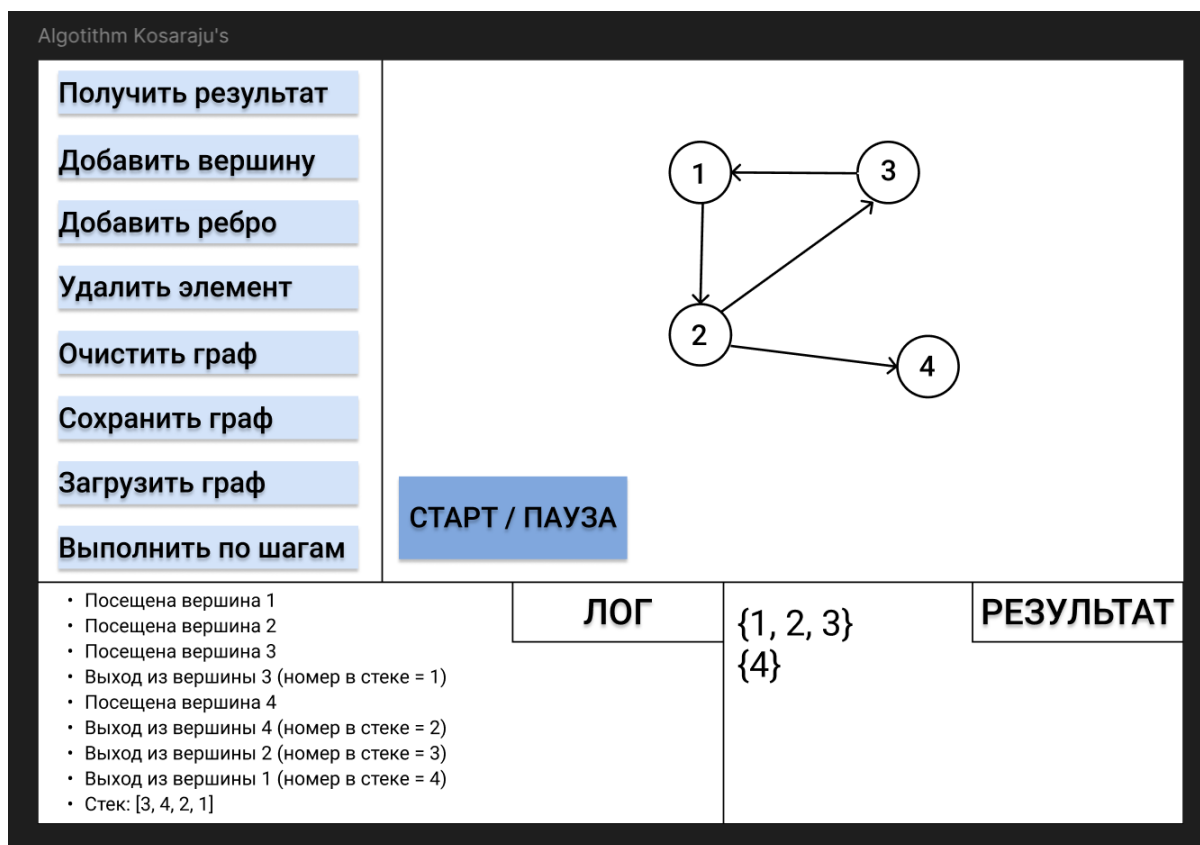 Algotithm Kosaraju's
Получить результат
Добавить вершину
Добавить ребро
Удалить элемент
Очистить граф
Сохранить граф
Загрузить граф
Выполнить по шагам
1
3
2
4
СТАРТ / ПАУЗА
• Посещена вершина 1
• Посещена вершина 2
• Посещена вершина 3
• Выход из вершины 3 (номер в стеке = 1)
• Посещена вершина 4
• Выход из вершины 4 (номер в стеке = 2)
• Выход из вершины 2 (номер в стеке = 3)
• Выход из вершины 1 (номер в стеке = 4)
• Стек: [3, 4, 2, 1]
ЛОГ
{1, 2, 3}
{4}
РЕЗУЛЬТАТ